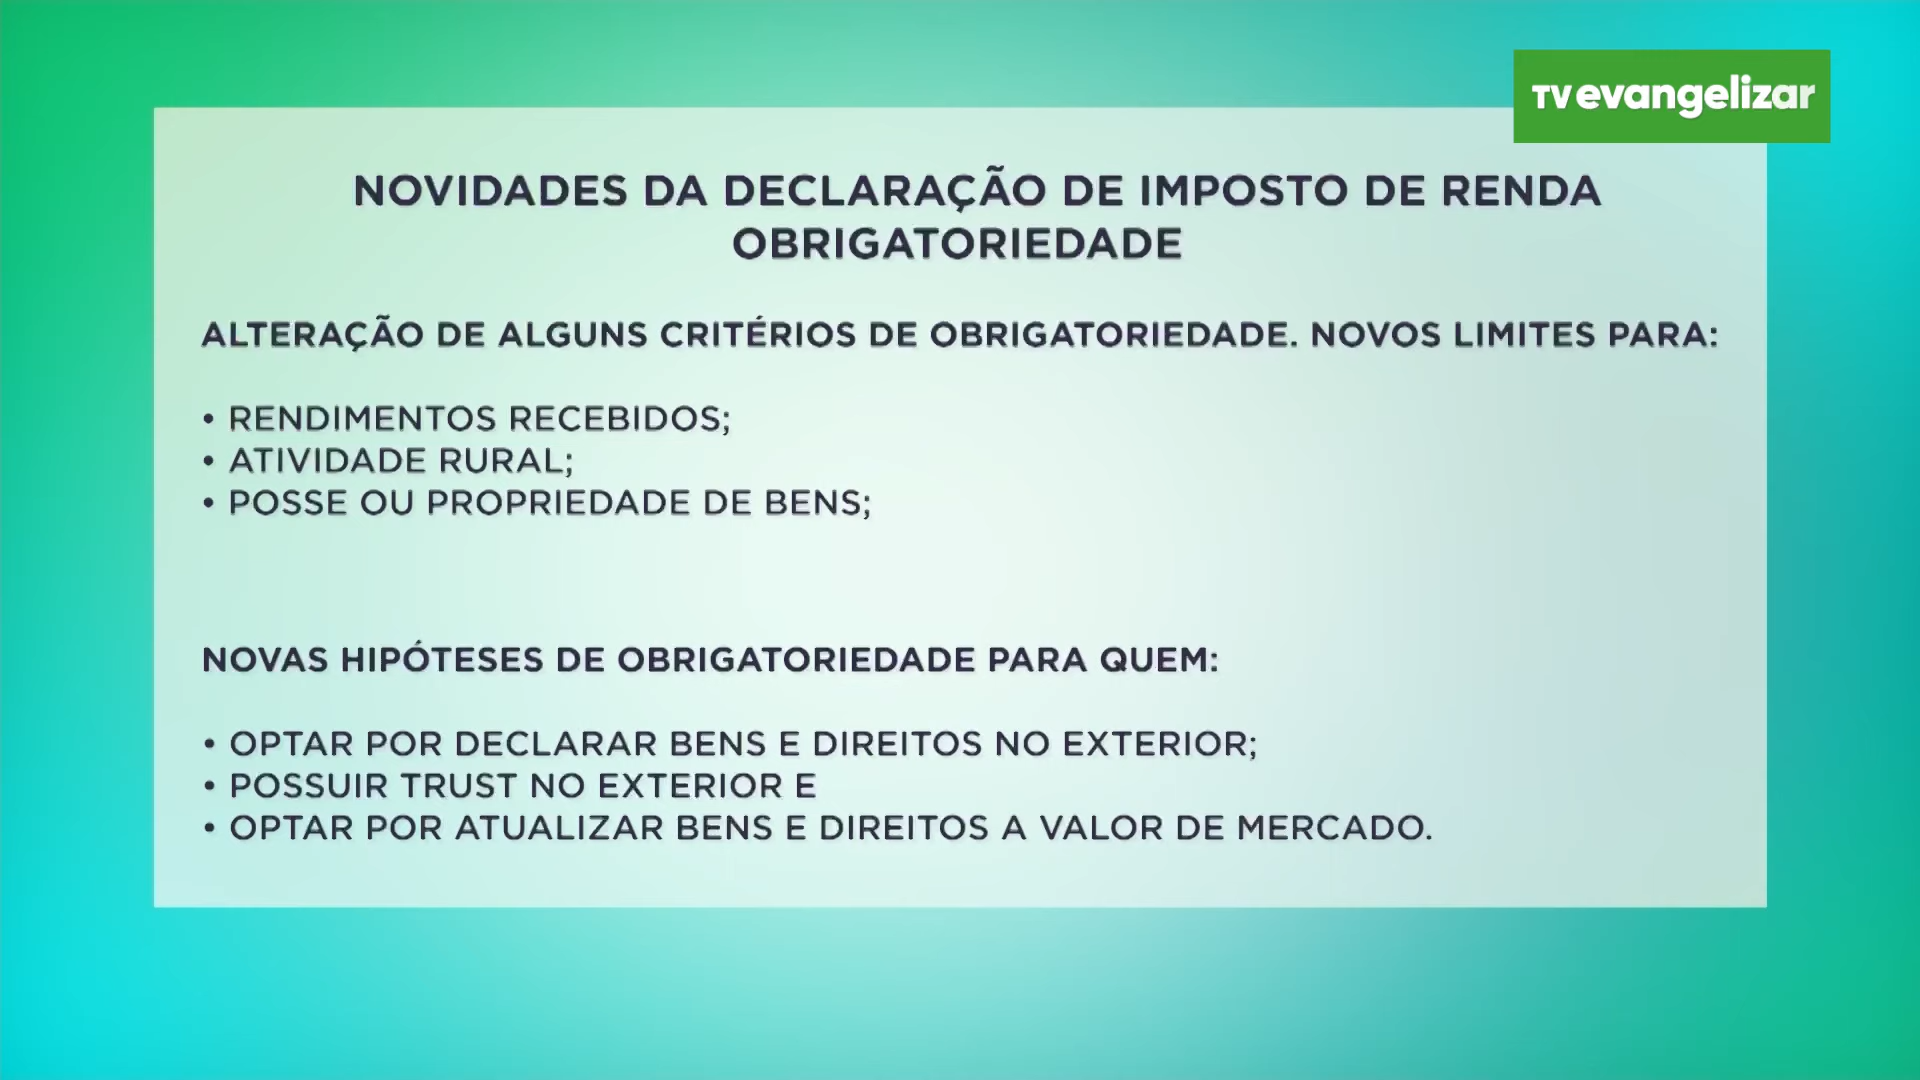 TV evangelizar
NOVIDADES DA DECLARAÇÃO DE IMPOSTO DE RENDA
OBRIGATORIEDADE
ALTERAÇÃO DE ALGUNS CRITÉRIOS DE OBRIGATORIEDADE. NOVOS LIMITES PARA:
• RENDIMENTOS RECEBIDOS;
• ATIVIDADE RURAL;
• POSSE OU PROPRIEDADE DE BENS;
NOVAS HIPÓTESES DE OBRIGATORIEDADE PARA QUEM:
• OPTAR POR DECLARAR BENS E DIREITOS NO EXTERIOR;
• POSSUIR TRUST NO EXTERIOR E
• OPTAR POR ATUALIZAR BENS E DIREITOS A VALOR DE MERCADO.